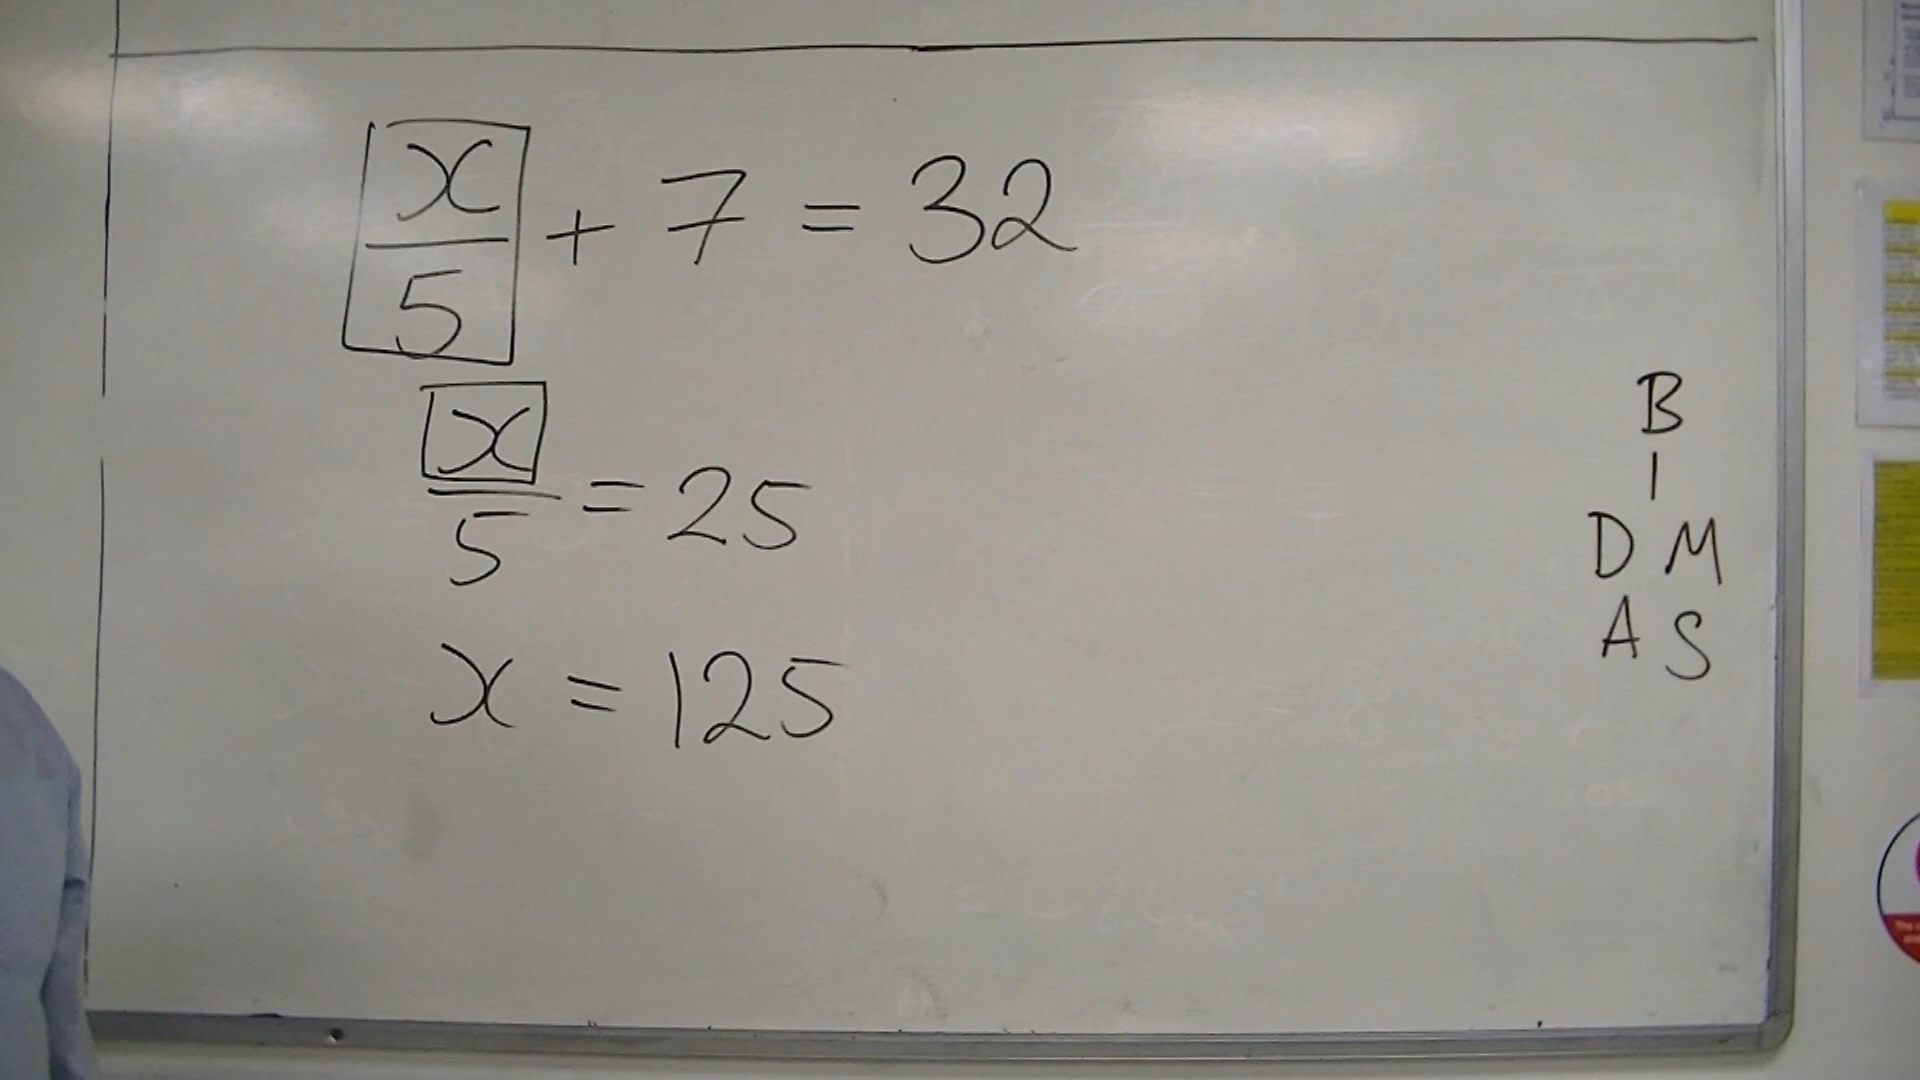 x/5 + 7 = 32
x/5 = 25
x = 125
B
I
D M
A S